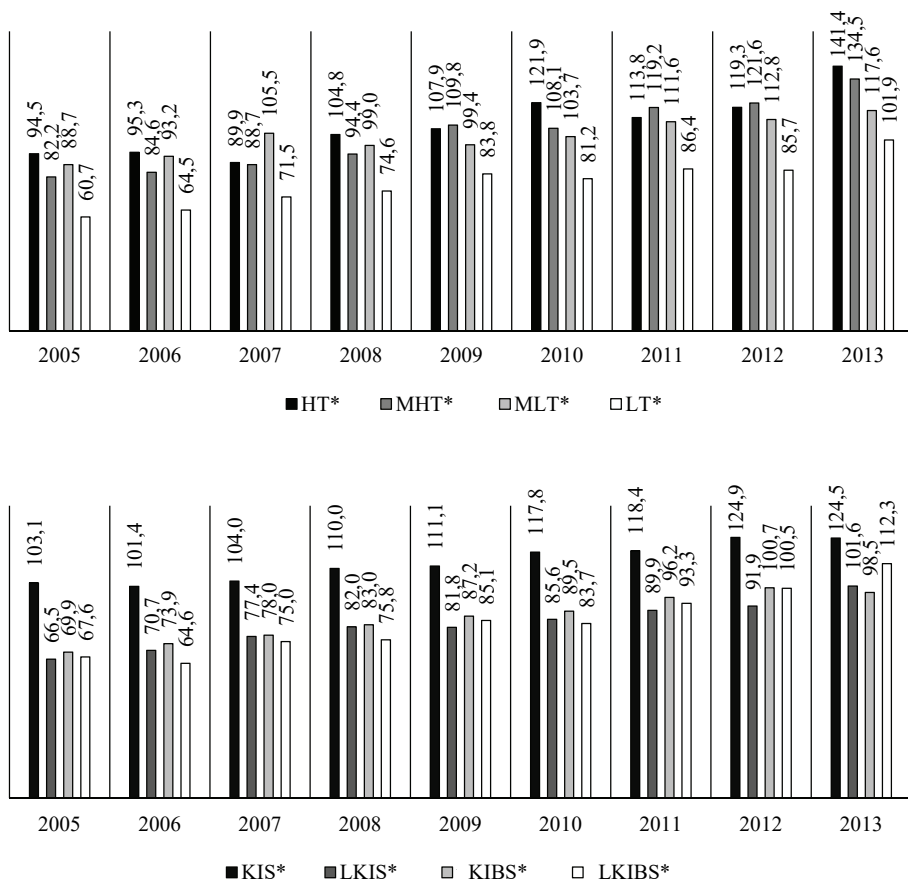 94,5 82,2 88,7 60,7 95,3 84,6 93,2 64,5 89,9 88,7 105,5 71,5 104,8 94,4 99,0 74,6 107,9 109,8 99,4 83,8 121,9 108,1 103,7 81,2 113,8 119,2 111,6 86,4 119,3 121,6 112,8 85,7 141,4 134,5 117,6 101,9
2005 2006 2007 2008 2009 2010 2011 2012 2013
HT* MHT* MLT* LT*
103,1 66,5 69,9 67,6 101,4 70,7 73,9 64,6 104,0 77,4 78,0 75,0 110,0 82,0 83,0 75,8 111,1 81,8 87,2 85,1 117,8 85,6 89,5 83,7 118,4 89,9 96,2 93,3 124,9 91,9 100,7 100,5 124,5 101,6 98,5 112,3
2005 2006 2007 2008 2009 2010 2011 2012 2013
KIS* LKIS* KIBS* LKIBS*